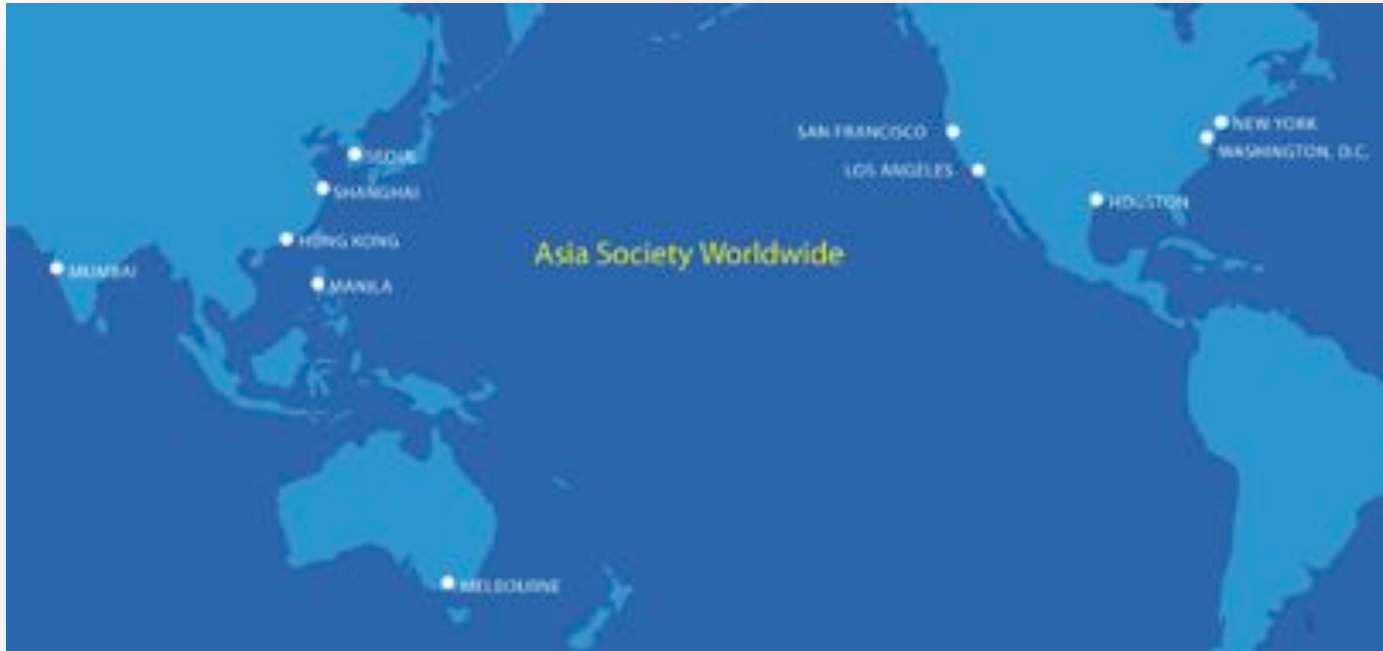 SAN FRANCISCO
NEW YORK
WASHINGTON, D.C.
SEOUL
LOS ANGELES
SHANGHAI
HOUSTON
HONG KONG
Asia Society Worldwide
MUMBAI
MANILA
MELBOURNE